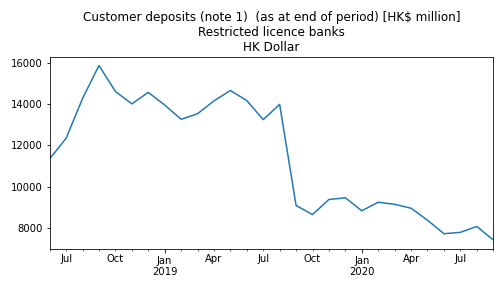 Customer deposits (note 1)  (as at end of period) [HK$ million]
Restricted licence banks
HK Dollar
16000
14000
12000
10000
8000
Jul Oct Jan Apr Jul Oct Jan Apr Jul
2019 2020